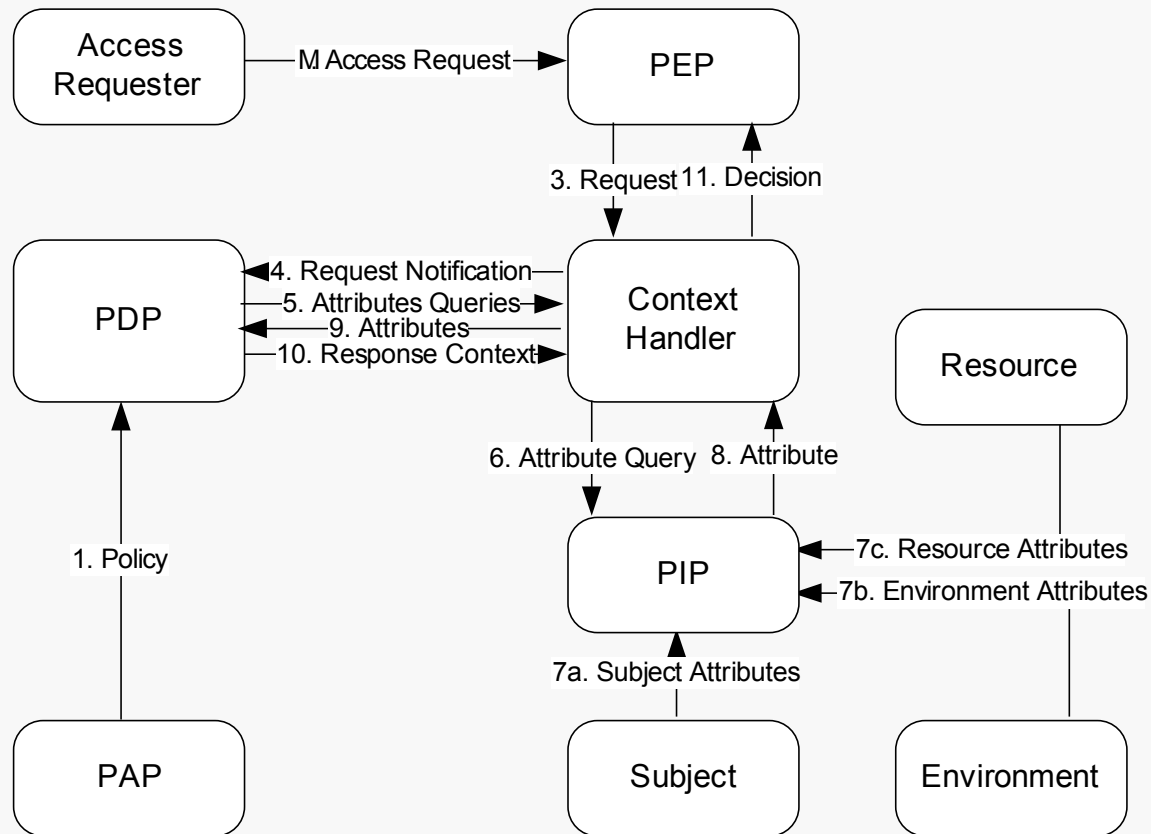 Access
Requester
M Access Request
PEP
3. Request
11. Decision
PDP
4. Request Notification
5. Attributes Queries
9. Attributes
10. Response Context
Context
Handler
Resource
6. Attribute Query
8. Attribute
1. Policy
PIP
7c. Resource Attributes
7b. Environment Attributes
7a. Subject Attributes
PAP
Subject
Environment